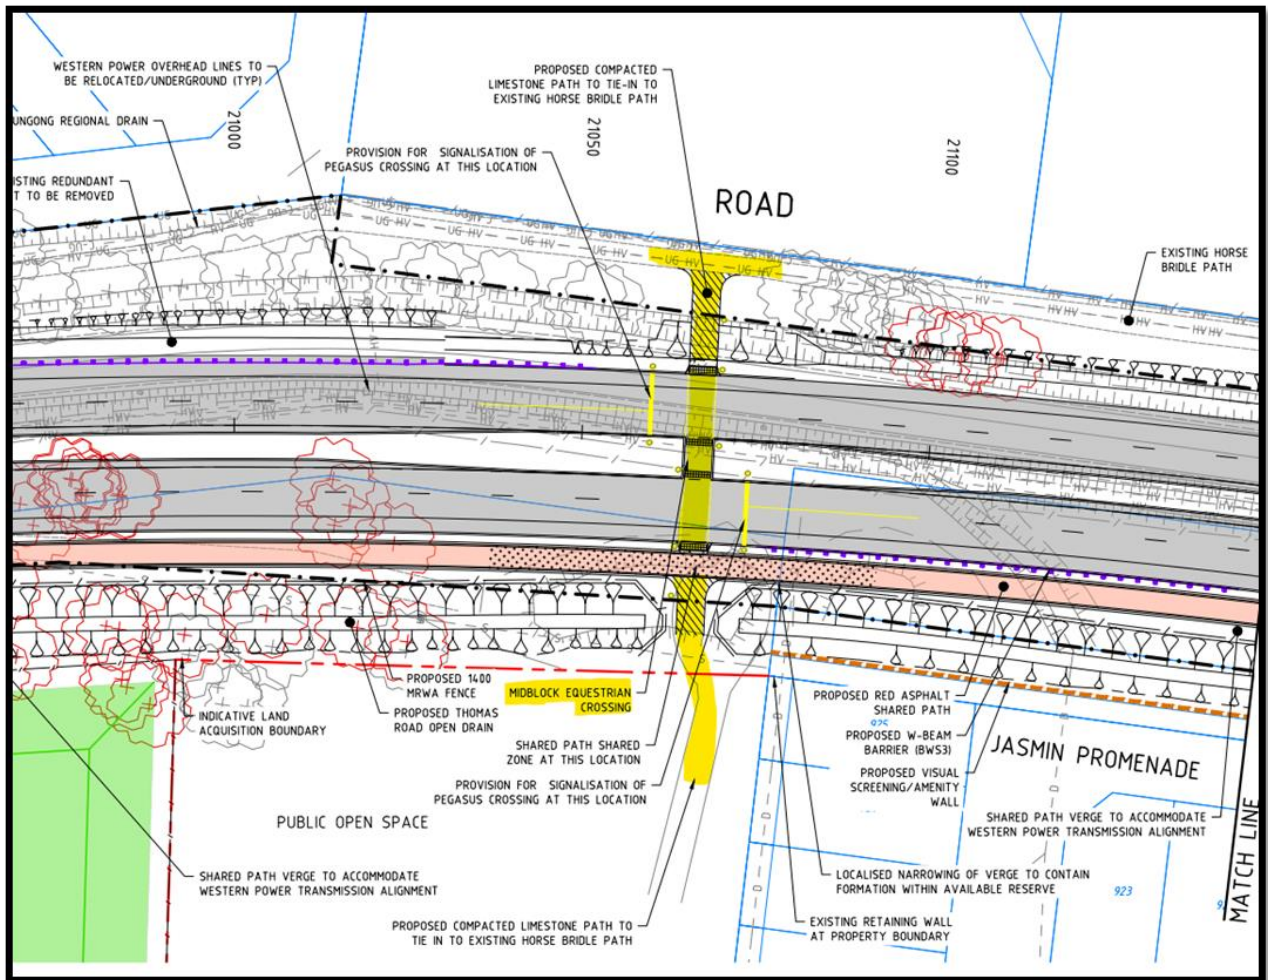 WESTERN POWER OVERHEAD LINES TO
BE RELOCATED/UNDERGROUND (TYP)
PROPOSED COMPACTED
LIMESTONE PATH TO TIE-IN TO
EXISTING HORSE BRIDLE PATH
UNGONG REGIONAL DRAIN
21000
21050
21100
PROVISION FOR SIGNALISATION OF
PEGASUS CROSSING AT THIS LOCATION
ISTING REDUNDANT
T TO BE REMOVED
ROAD
EXISTING HORSE
BRIDLE PATH
PROPOSED 1400
MRWA FENCE
MIDBLOCK EQUESTRIAN
CROSSING
INDICATIVE LAND
ACQUISITION BOUNDARY
PROPOSED THOMAS
ROAD OPEN DRAIN
PROPOSED RED ASPHALT
SHARED PATH
925
PROPOSED W-BEAM
BARRIER (BWS3)
JASMIN PROMENADE
SHARED PATH SHARED
ZONE AT THIS LOCATION
PROPOSED VISUAL
SCREENING/AMENITY
WALL
PROVISION FOR SIGNALISATION OF
PEGASUS CROSSING AT THIS LOCATION
PUBLIC OPEN SPACE
SHARED PATH VERGE TO ACCOMMODATE
WESTERN POWER TRANSMISSION ALIGNMENT
MATCH LINE
SHARED PATH VERGE TO ACCOMMODATE
WESTERN POWER TRANSMISSION ALIGNMENT
LOCALISED NARROWING OF VERGE TO CONTAIN
FORMATION WITHIN AVAILABLE RESERVE
923
PROPOSED COMPACTED LIMESTONE PATH TO
TIE IN TO EXISTING HORSE BRIDLE PATH
EXISTING RETAINING WALL
AT PROPERTY BOUNDARY